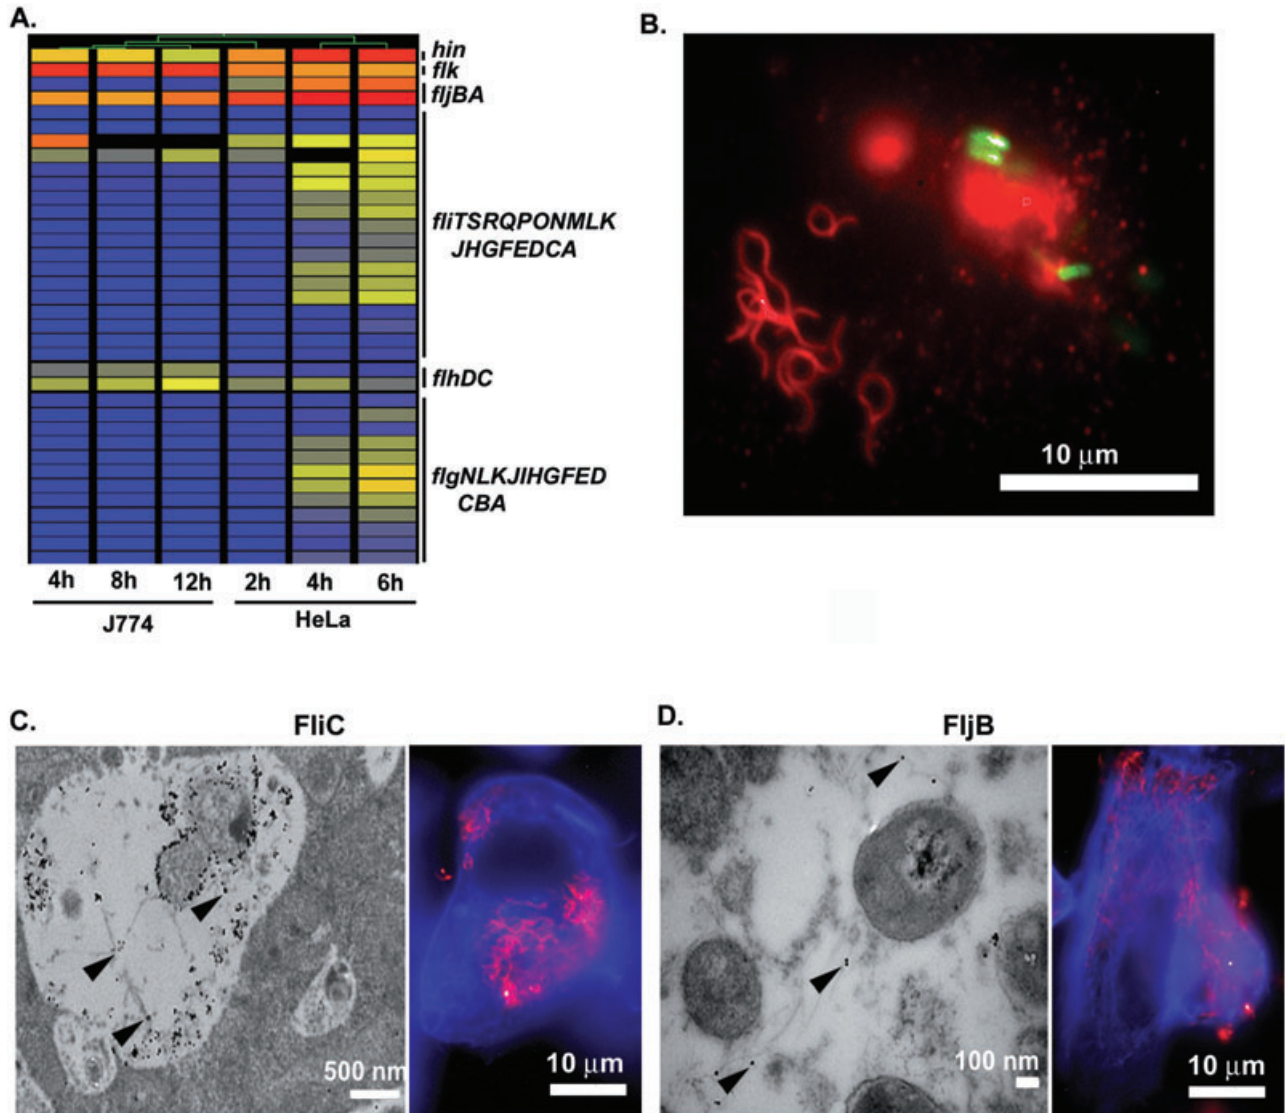 A.
hin
flk
fljBA
fliTSRQPONMLK
JHGFEDCA
flhDC
flgNLKJIHGFED
CBA
4h 8h 12h 2h 4h 6h
J774 HeLa
B.
10 μm
C. FliC
500 nm
10 μm
D. FljB
100 nm
10 μm